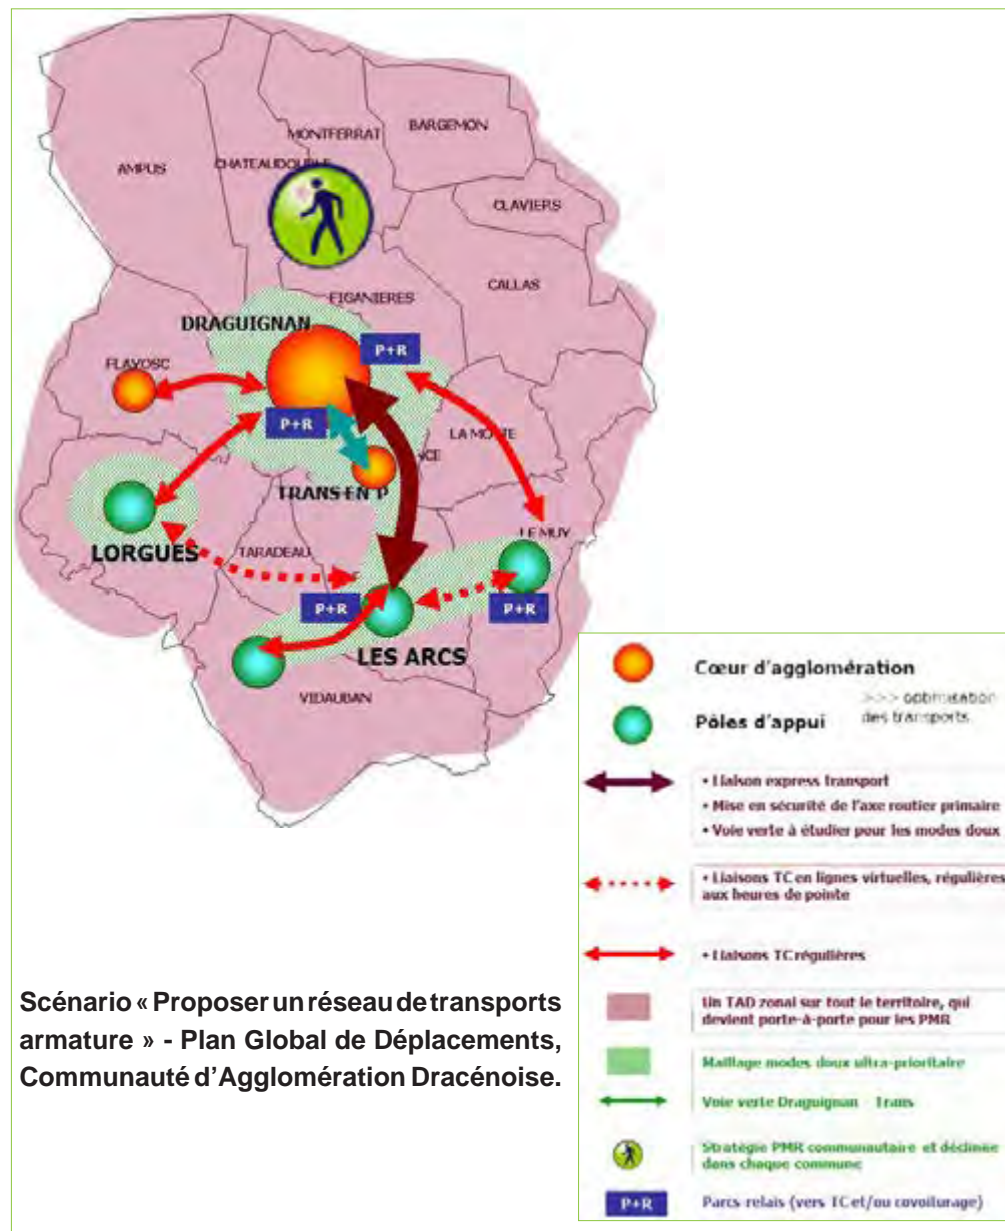 MONTFERRAT
BARGEMON
AMPUS
CHATEAUDOUBLE
CLAVIERS
CALLAS
FIGANIERES
DRAGUIGNAN
P+R
FLAYOSC
P+R
LA MOTTE
TRANS EN P
LE MUY
LORGUES
TARADEAU
P+R
P+R
LES ARCS
VIDAUBAN
Cœur d'agglomération
Pôles d'appui
>>> optimisation
des transports
• Liaison express transport
• Mise en sécurité de l'axe routier primaire
• Voie verte à étudier pour les modes doux
• Liaisons TC en lignes virtuelles, régulières
aux heures de pointe
• Liaisons TC régulières
Un TAD zonal sur tout le territoire, qui
devient porte-à-porte pour les PMR
Maillage modes doux ultra-prioritaire
Voie verte Draguignan Trans
Stratégie PMR communautaire et déclinée
dans chaque commune
P+R
Parcs relais (vers TC et/ou covoiturage)
Scénario « Proposer un réseau de transports
armature » - Plan Global de Déplacements,
Communauté d'Agglomération Dracénoise.